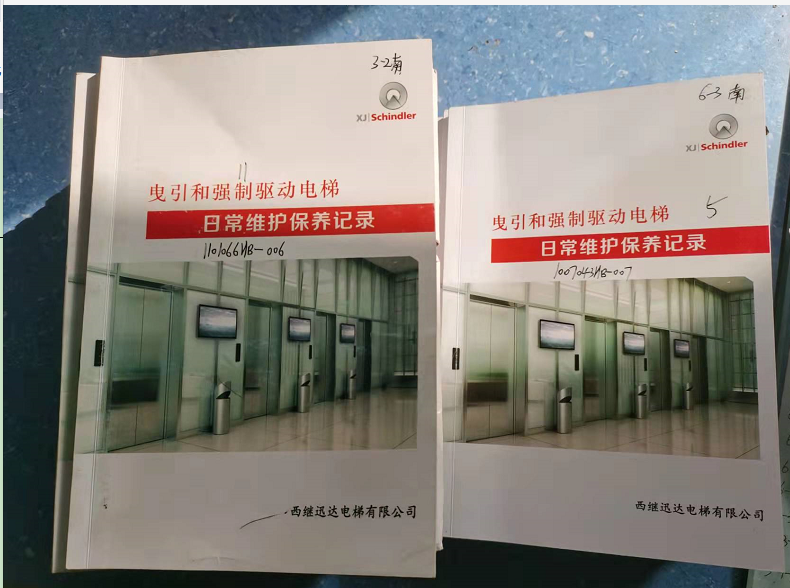 3-2南
XJ Schindler
11
曳引和强制驱动电梯
日常维护保养记录
1101066HB-006
西继迅达电梯有限公司
6-3 南
XJ Schindler
曳引和强制驱动电梯
5
日常维护保养记录
1007043HB-007
西继迅达电梯有限公司